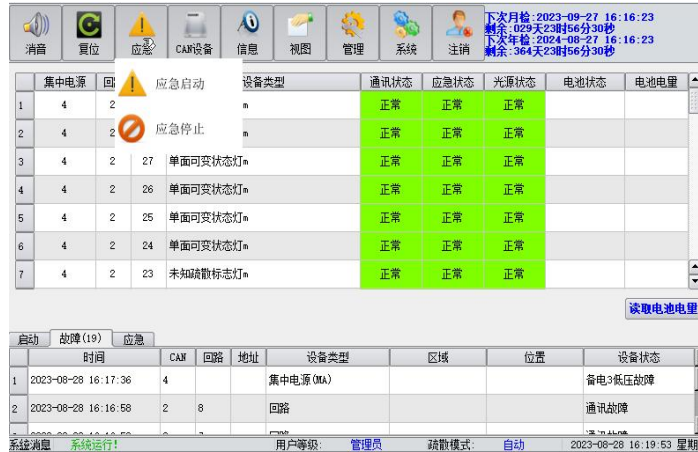 下次月检:2023-09-27 16:16:23
剩余:029天23时56分30秒
下次年检:2024-08-27 16:16:23
剩余:364天23时56分30秒
消音 复位 应急 CAN设备 信息 视图 管理 系统 注销
集中电源 回 设备类型 通讯状态 应急状态 光源状态 电池状态 电池电量
应急启动
应急停止
1 4 2 m 正常 正常 正常
2 4 2 m 正常 正常 正常
3 4 2 27 单面可变状态灯m 正常 正常 正常
4 4 2 26 单面可变状态灯m 正常 正常 正常
5 4 2 25 单面可变状态灯m 正常 正常 正常
6 4 2 24 单面可变状态灯m 正常 正常 正常
7 4 2 23 未知疏散标志灯m 正常 正常 正常
读取电池电量
启动 故障(19) 应急
时间 CAN 回路 地址 设备类型 区域 位置 设备状态
1 2023-08-28 16:17:36 4 集中电源(MA) 备电3低压故障
2 2023-08-28 16:16:58 2 8 回路 通讯故障
系统消息 系统运行! 用户等级: 管理员 疏散模式: 自动 2023-08-28 16:19:53 星期